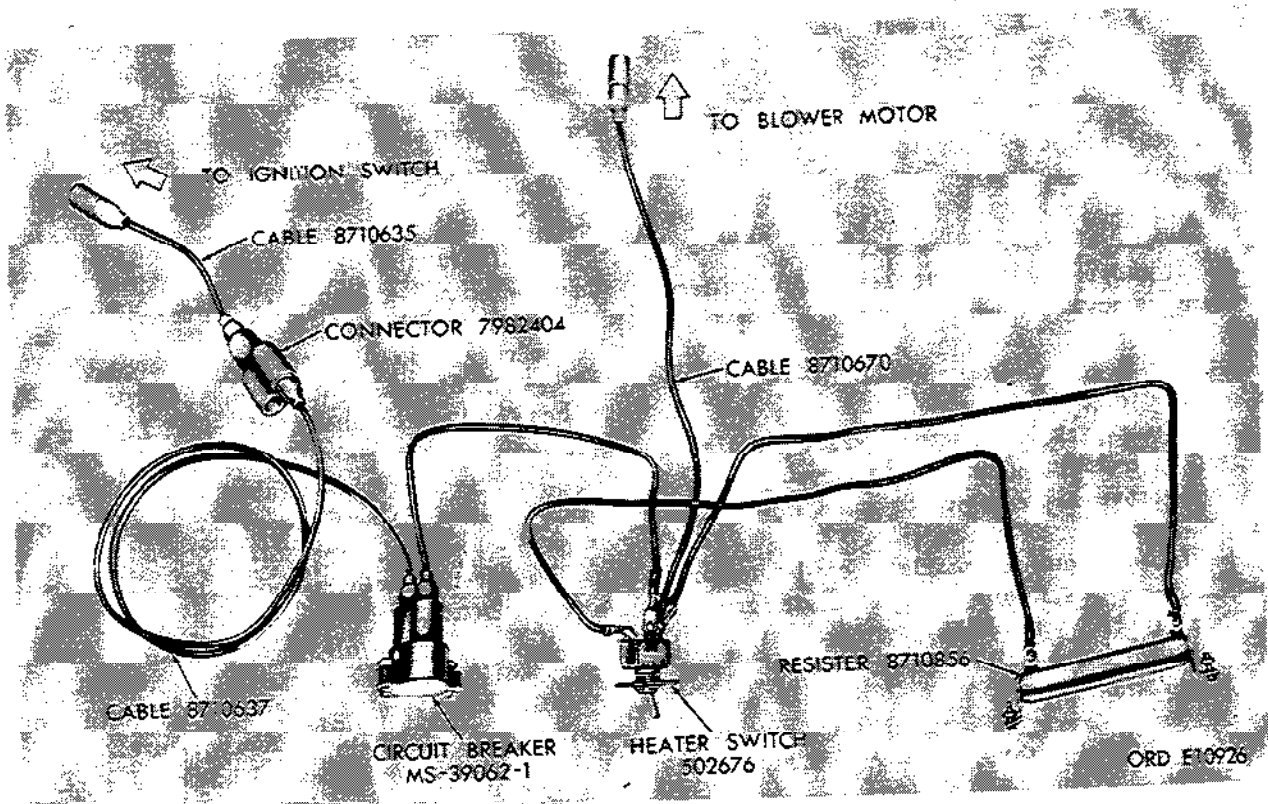 TO BLOWER MOTOR
TO IGNITION SWITCH
CABLE 8710635
CONNECTOR 7982404
CABLE 8710670
RESISTER 8710856
CABLE 8710637
CIRCUIT BREAKER
MS-39062-1
HEATER SWITCH
502676
ORD E10926